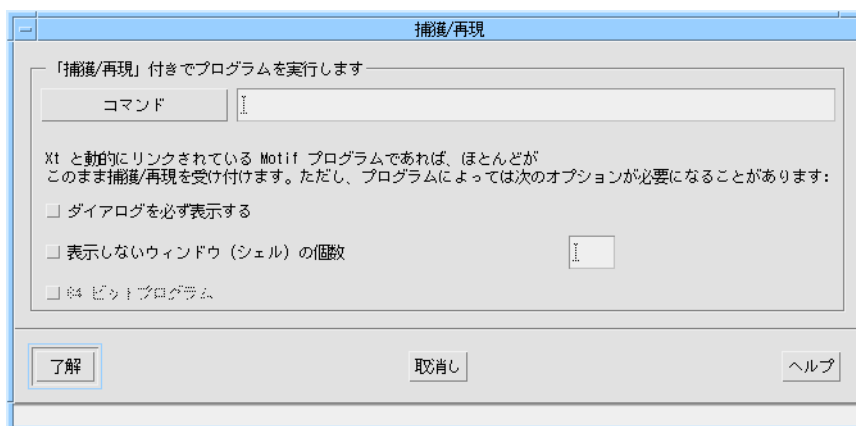 捕獲/再現
「捕獲/再現」付きでプログラムを実行します
コマンド
Xt と動的にリンクされている Motif プログラムであれば、ほとんどが
このまま捕獲/再現を受け付けます。ただし、プログラムによっては次のオプションが必要になることがあります:
ダイアログを必ず表示する
表示しないウィンドウ（シェル）の個数
64 ビットプログラム
了解
取消し
ヘルプ